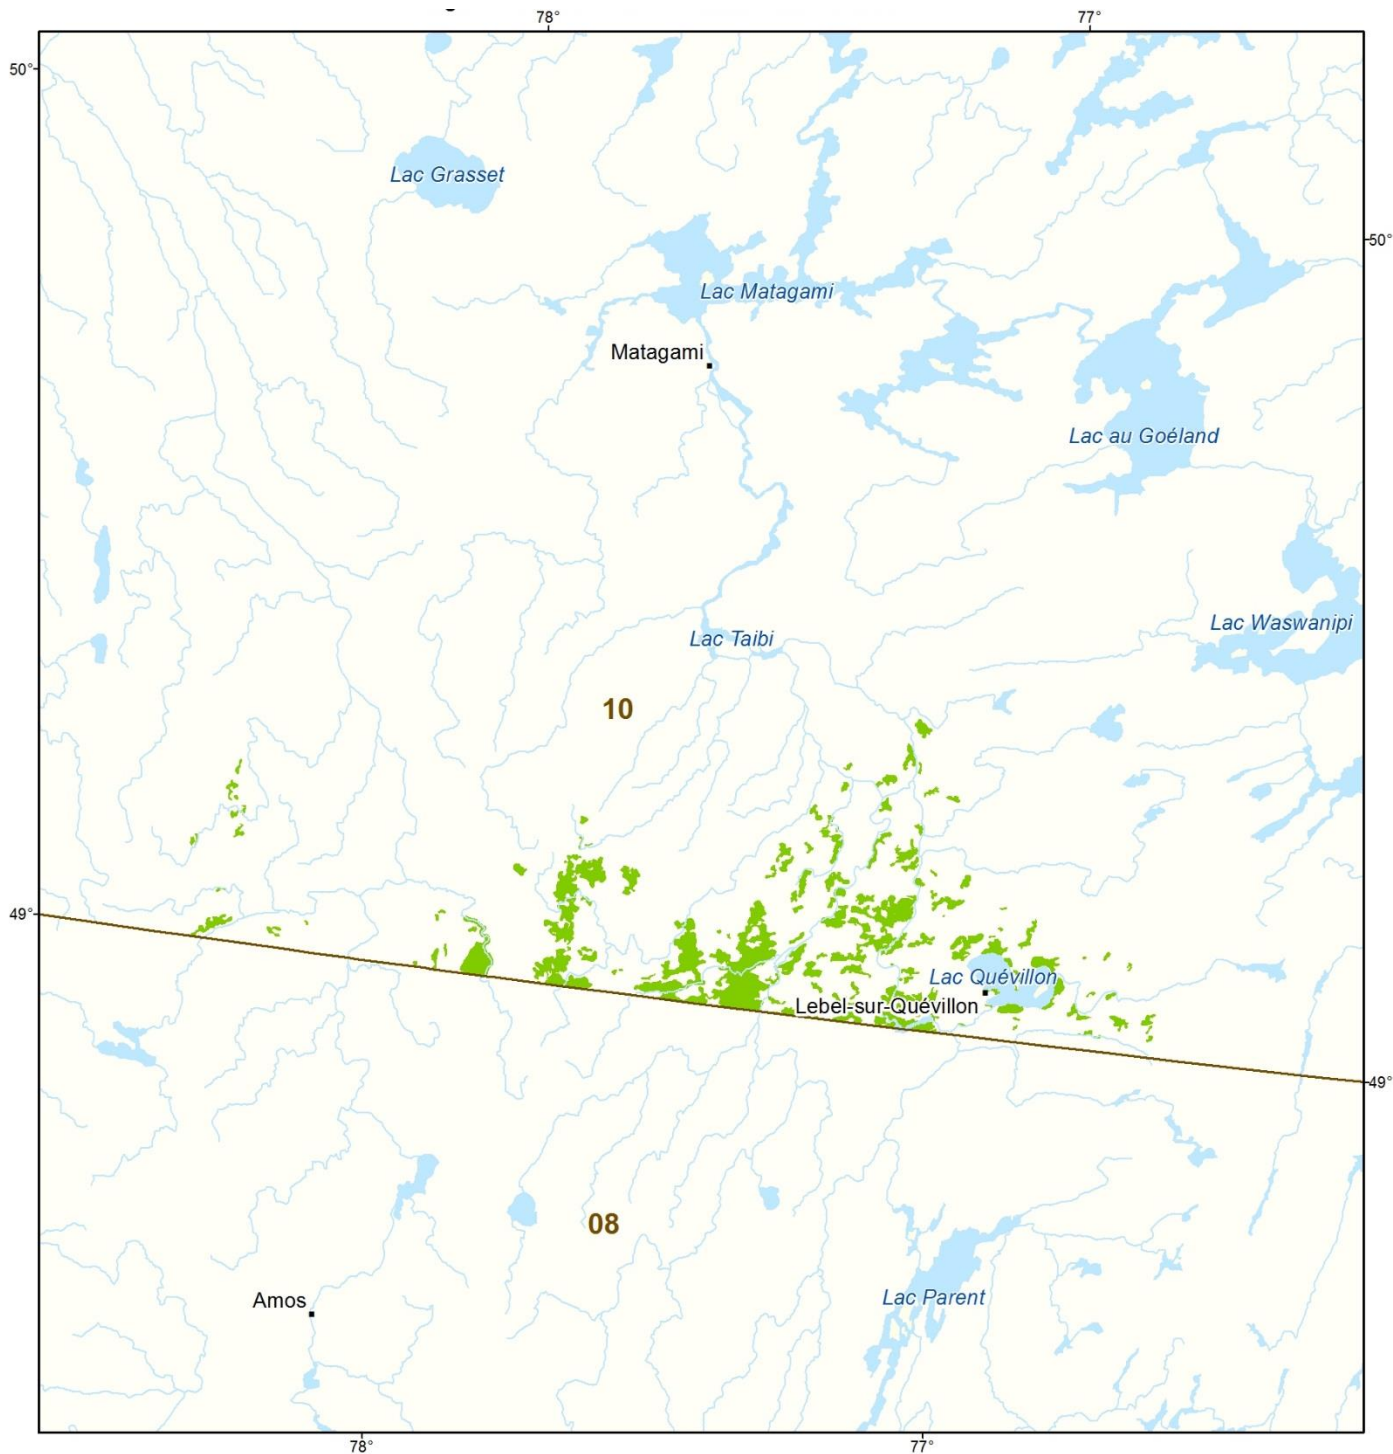 78°
77°
50°
Lac Grasset
50°
Lac Matagami
Matagami
Lac au Goéland
Lac Waswanipi
Lac Taibi
10
49°
Lac Quévillon
Lebel-sur-Quévillon
49°
08
Lac Parent
Amos
78°
77°